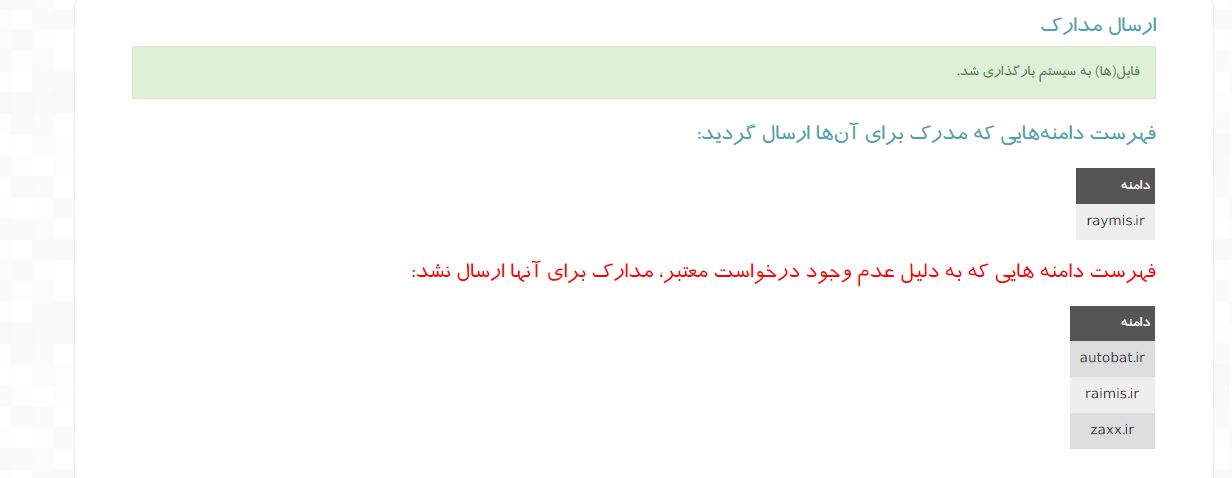 ارسال مدارک
فایل(ها) به سیستم بارگذاری شد.
فهرست دامنه‌هایی که مدرک برای آن‌ها ارسال گردید:
دامنه
raymis.ir
فهرست دامنه هایی که به دلیل عدم وجود درخواست معتبر، مدارک برای آنها ارسال نشد:
دامنه
autobat.ir
raimis.ir
zaxx.ir